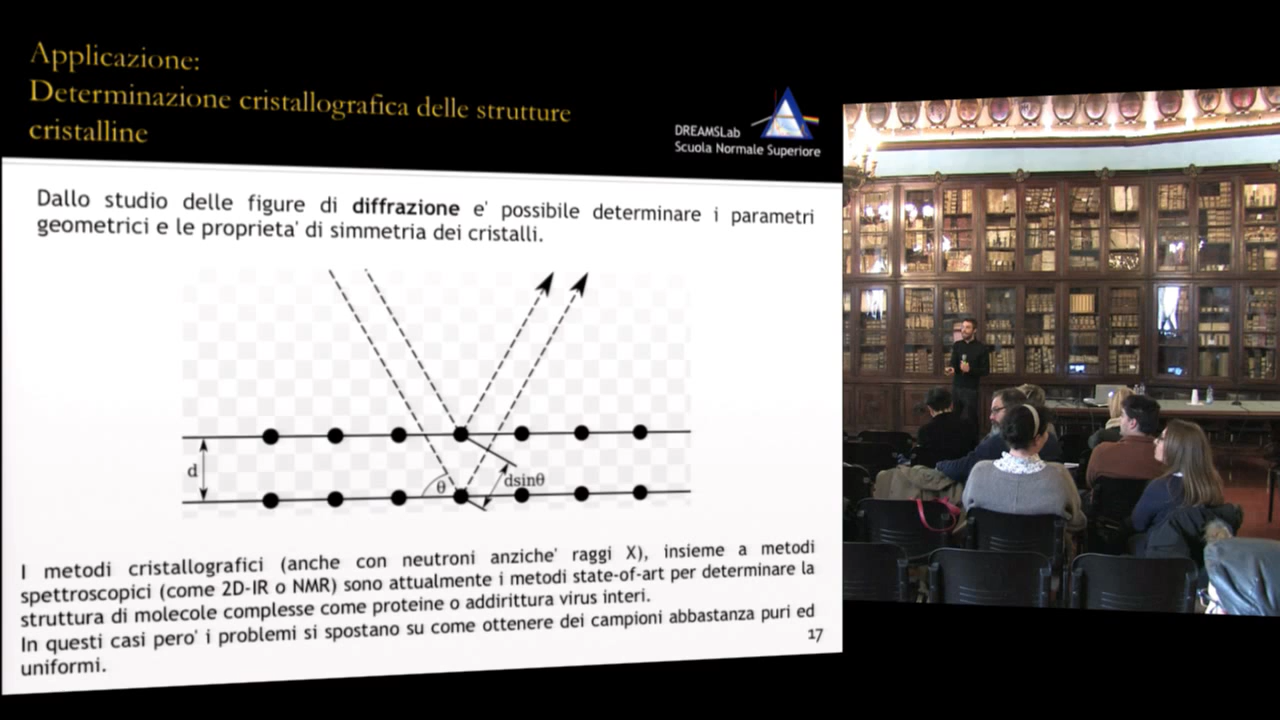 Applicazione:
Determinazione cristallografica delle strutture
cristalline
DREAMSLab
Scuola Normale Superiore
Dallo studio delle figure di diffrazione e' possibile determinare i parametri
geometrici e le proprieta' di simmetria dei cristalli.
d
θ
dsinθ
I metodi cristallografici (anche con neutroni anziche' raggi X), insieme a metodi
spettroscopici (come 2D-IR o NMR) sono attualmente i metodi state-of-art per determinare la
struttura di molecole complesse come proteine o addirittura virus interi.
In questi casi pero' i problemi si spostano su come ottenere dei campioni abbastanza puri ed
uniformi.
17